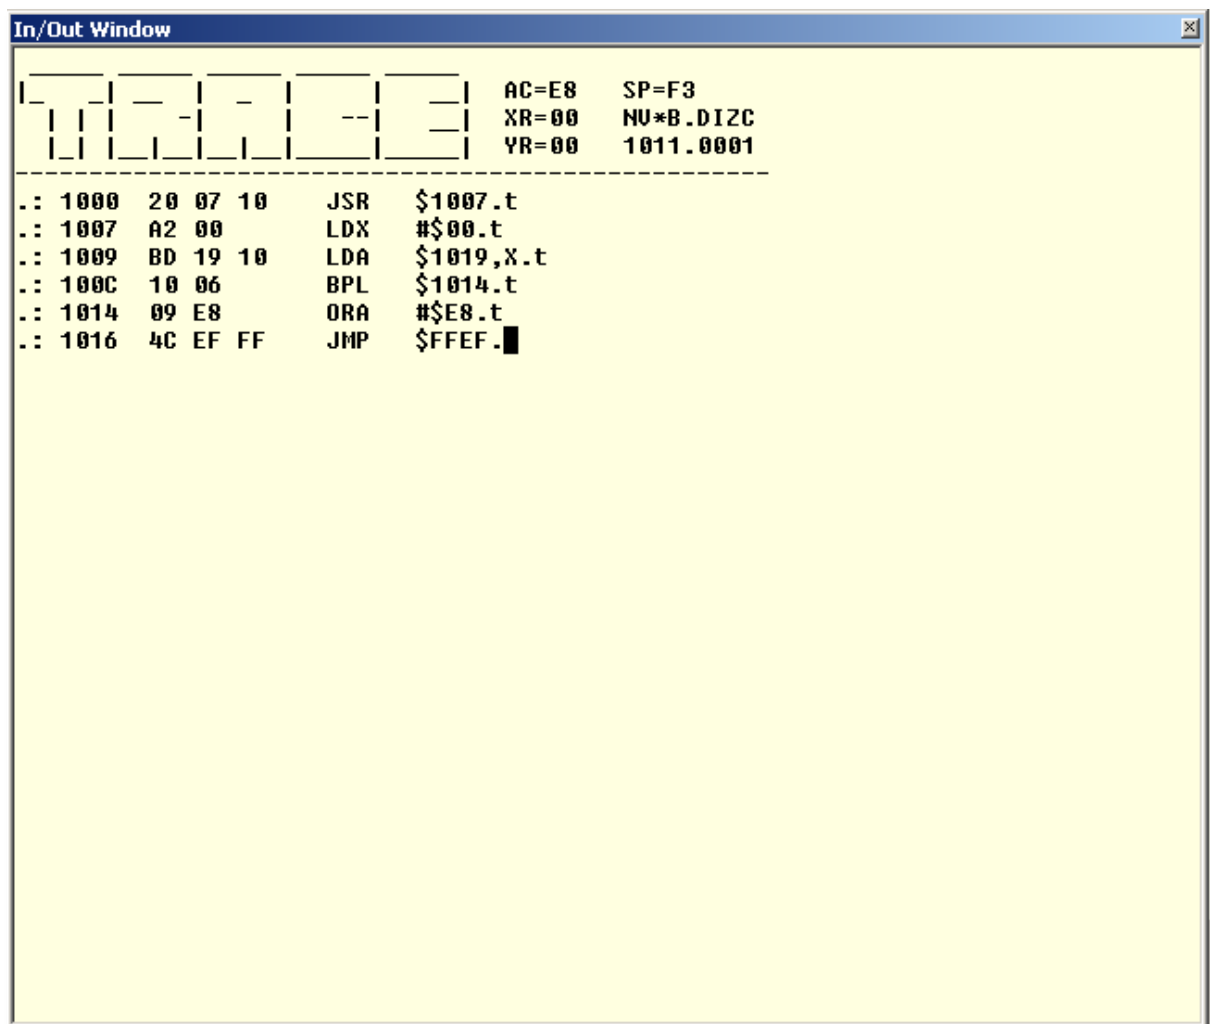 In/Out Window
TRACE
AC=E8 SP=F3
XR=00 NV*B.DIZC
YR=00 1011.0001
-----------------------------------------------------
.: 1000 20 07 10 JSR $1007.t
.: 1007 A2 00 LDX #$00.t
.: 1009 BD 19 10 LDA $1019,X.t
.: 100C 10 06 BPL $1014.t
.: 1014 09 E8 ORA #$E8.t
.: 1016 4C EF FF JMP $FFEF.